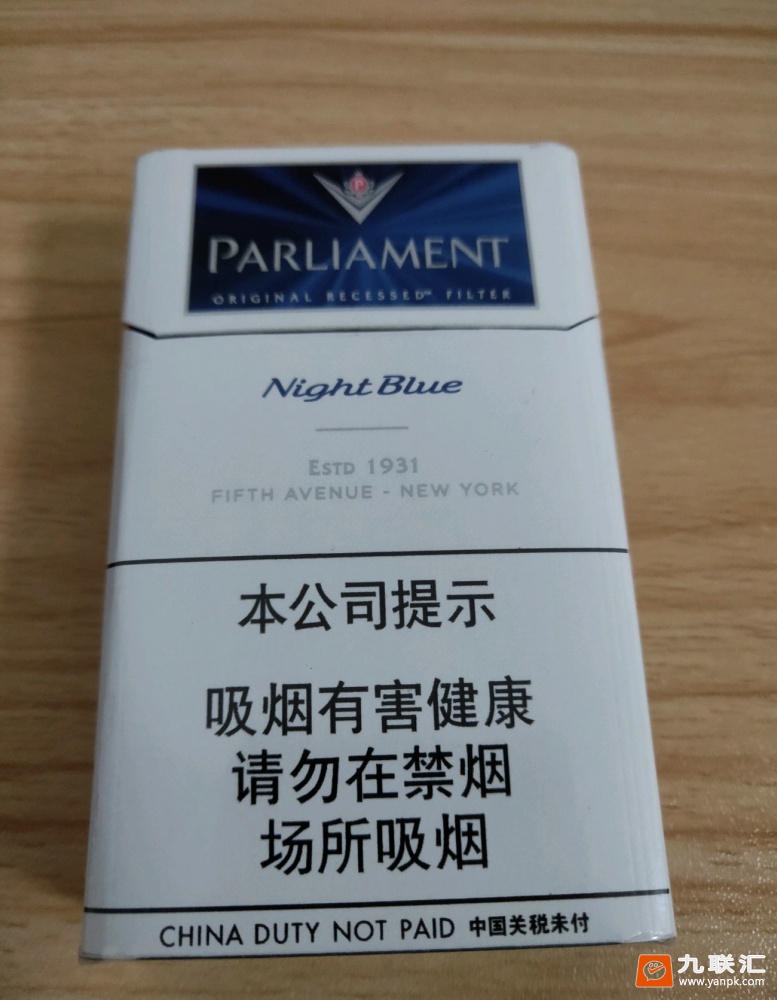 P
PARLIAMENT
ORIGINAL RECESSED™ FILTER
Night Blue
ESTD 1931
FIFTH AVENUE - NEW YORK
本公司提示
吸烟有害健康
请勿在禁烟
场所吸烟
CHINA DUTY NOT PAID 中国关税未付
九联汇
www.yanpk.com